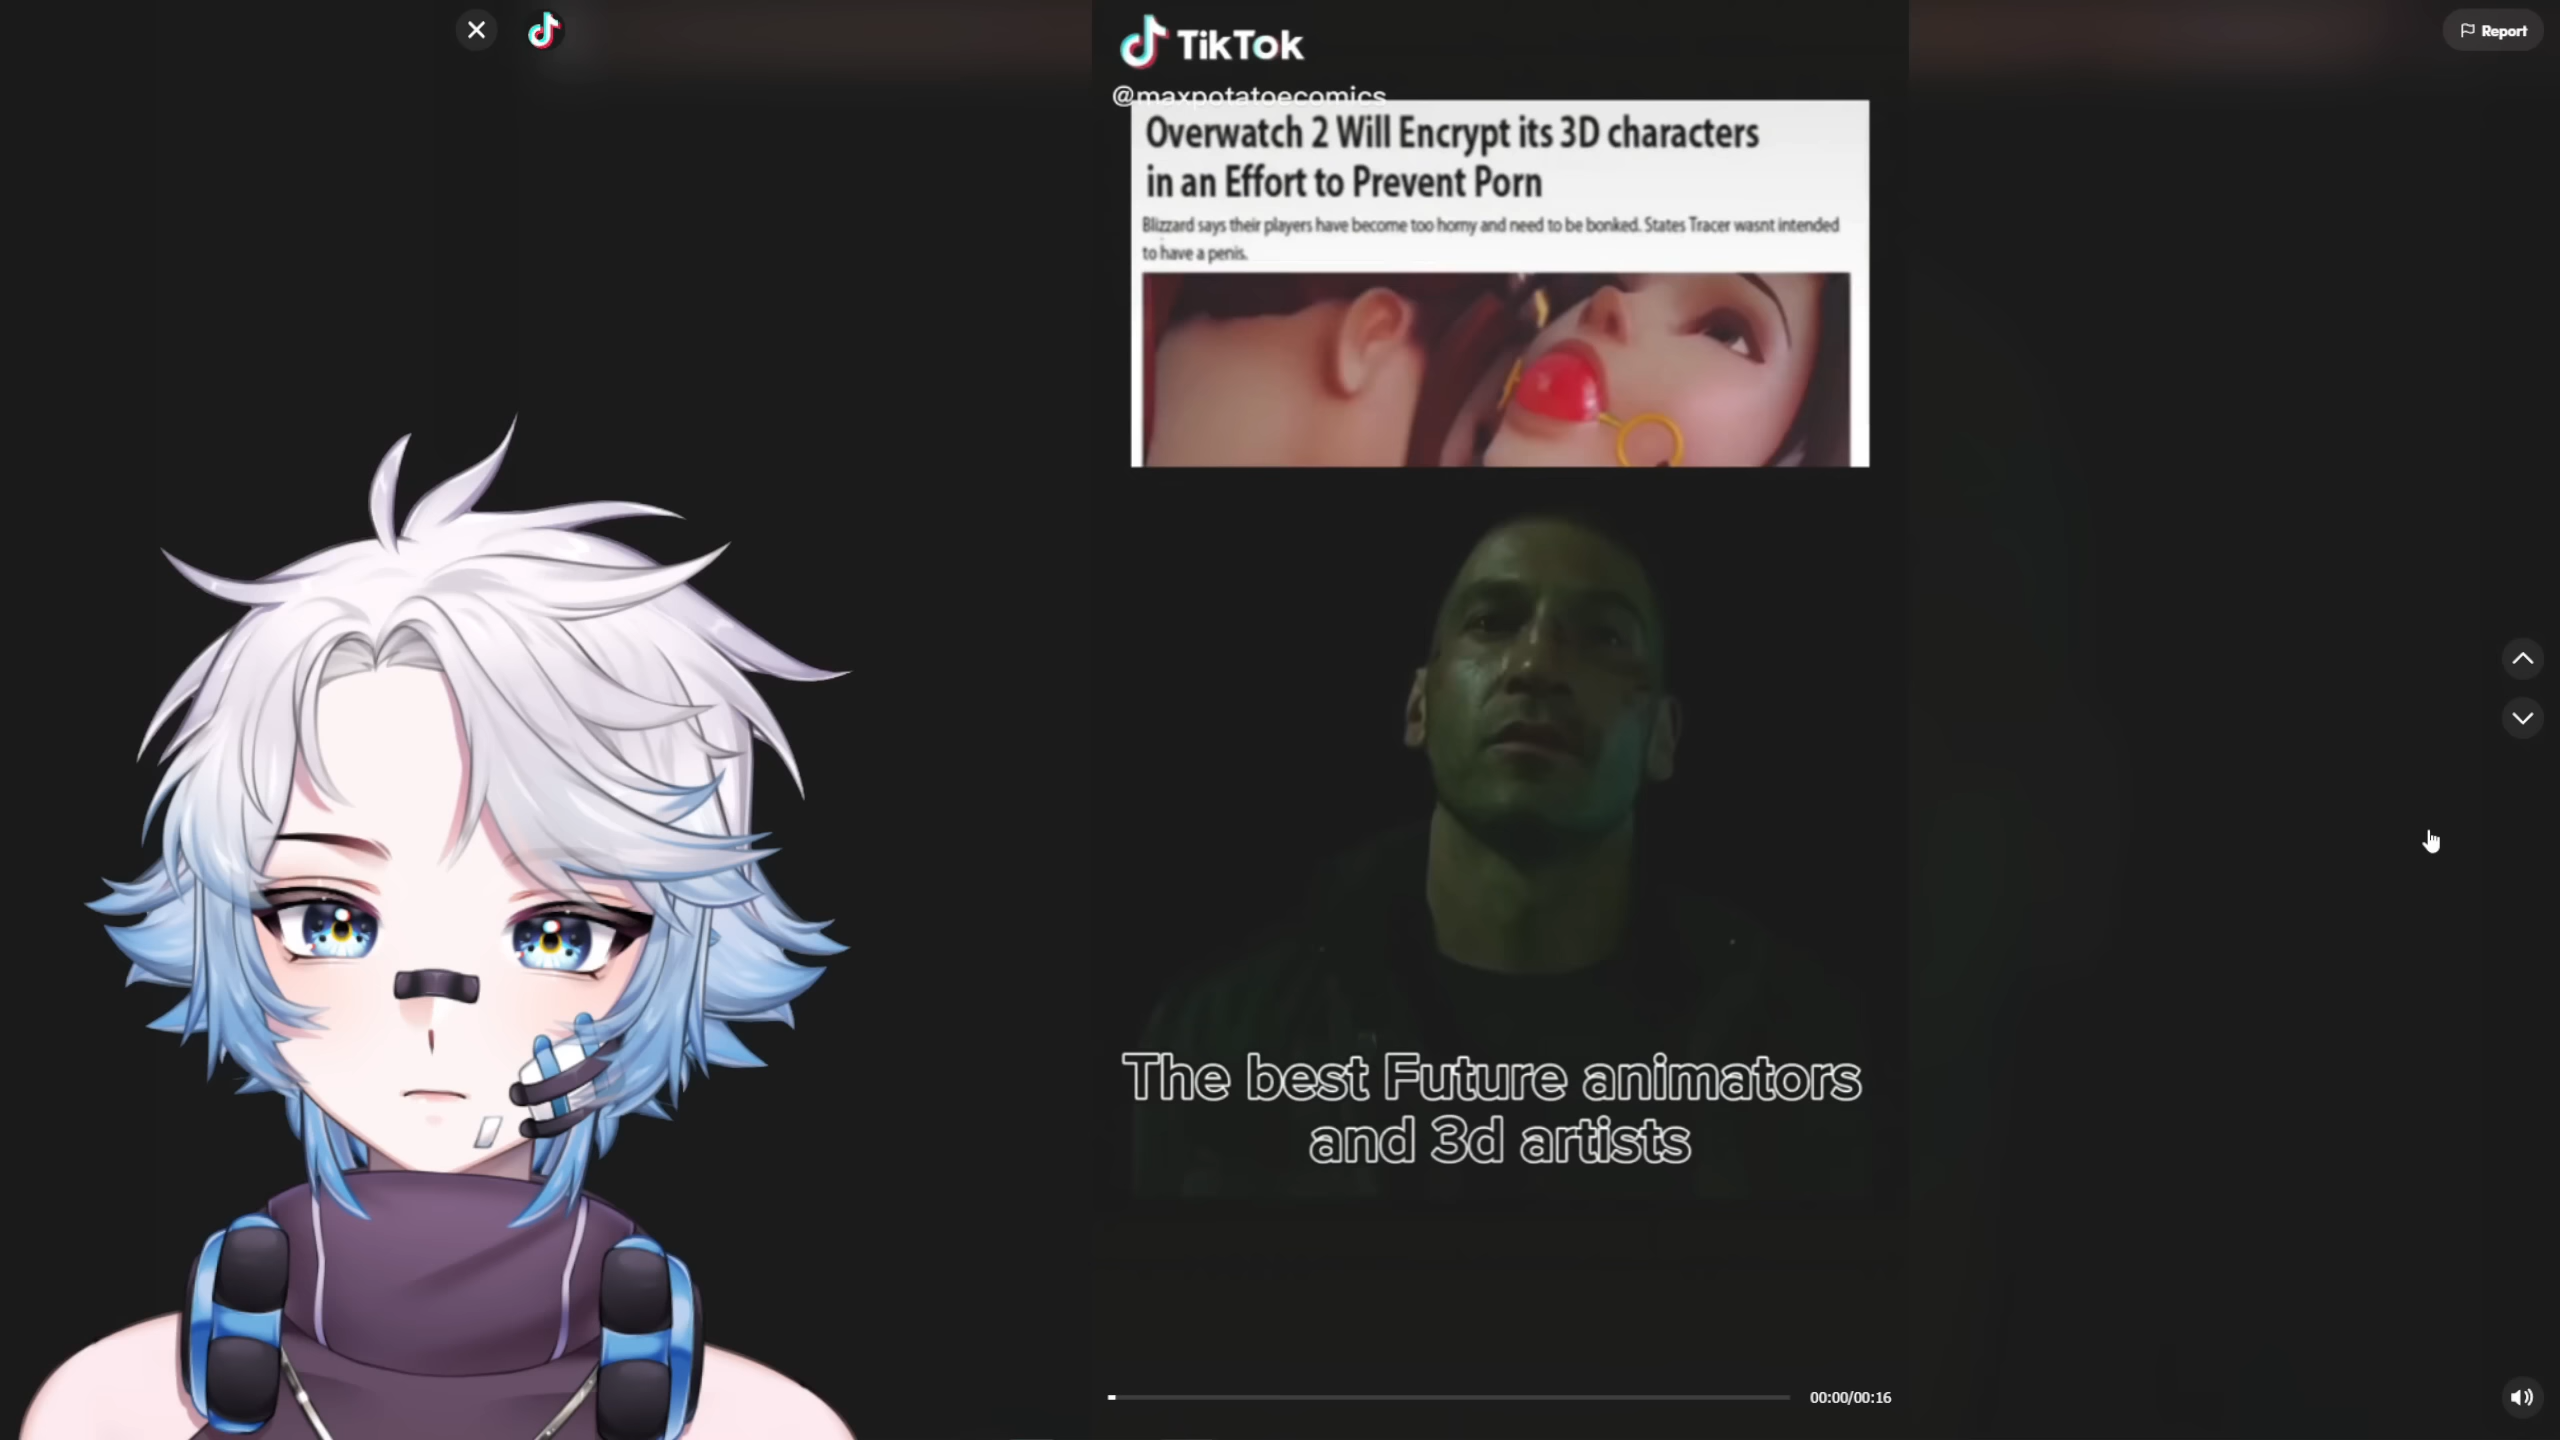 TikTok
@maxpotatoecomics
Report
Overwatch 2 Will Encrypt its 3D characters
in an Effort to Prevent Porn
Blizzard says their players have become too horny and need to be bonked. States Tracer wasnt intended
to have a penis.
The best Future animators
and 3d artists
00:00/00:16